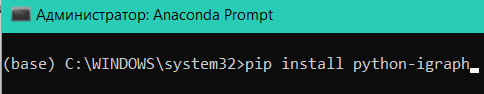 Администратор: Anaconda Prompt
(base) C:\WINDOWS\system32>pip install python-igraph